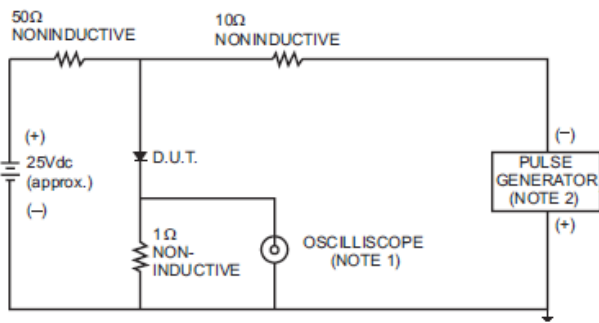 50Ω
NONINDUCTIVE
10Ω
NONINDUCTIVE
(+)
25Vdc
(approx.)
(–)
D.U.T.
1Ω
NON-
INDUCTIVE
OSCILLISCOPE
(NOTE 1)
(–)
PULSE
GENERATOR
(NOTE 2)
(+)